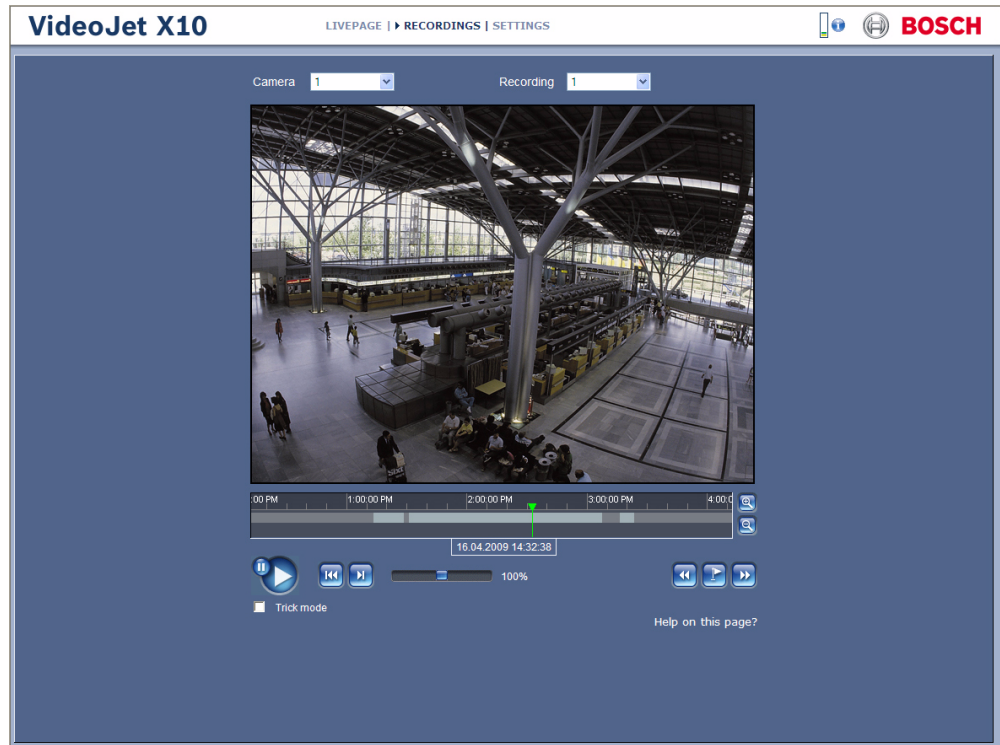 VideoJet X10
LIVEPAGE | RECORDINGS | SETTINGS
BOSCH
Camera 1 Recording 1
Sixt
:00 PM 1:00:00 PM 2:00:00 PM 3:00:00 PM 4:00:0
16.04.2009 14:32:38
100%
Trick mode
Help on this page?